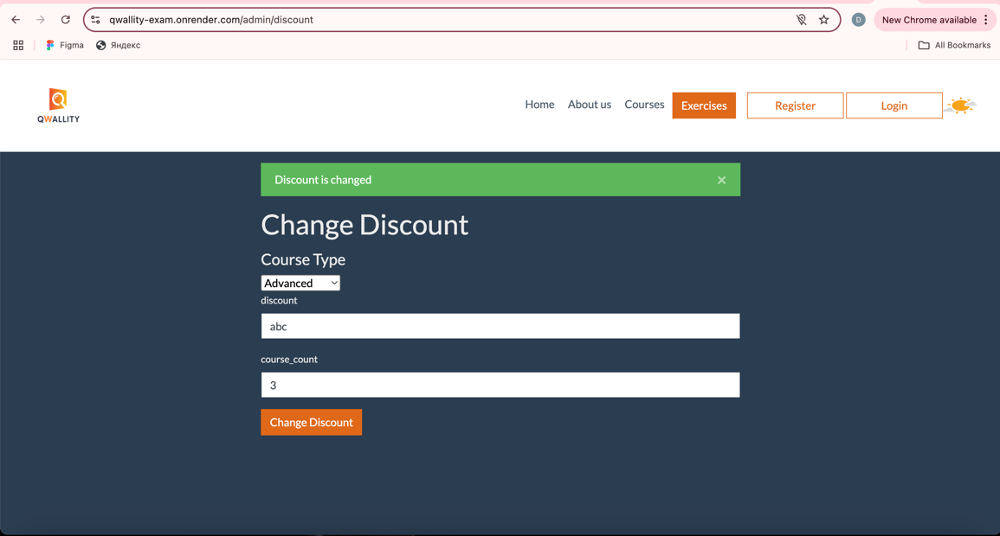 qwallity-exam.onrender.com/admin/discount
D
New Chrome available
Figma
Яндекс
All Bookmarks
QWALLITY
Home
About us
Courses
Exercises
Register
Login
Discount is changed
Change Discount
Course Type
Advanced
discount
abc
course_count
3
Change Discount